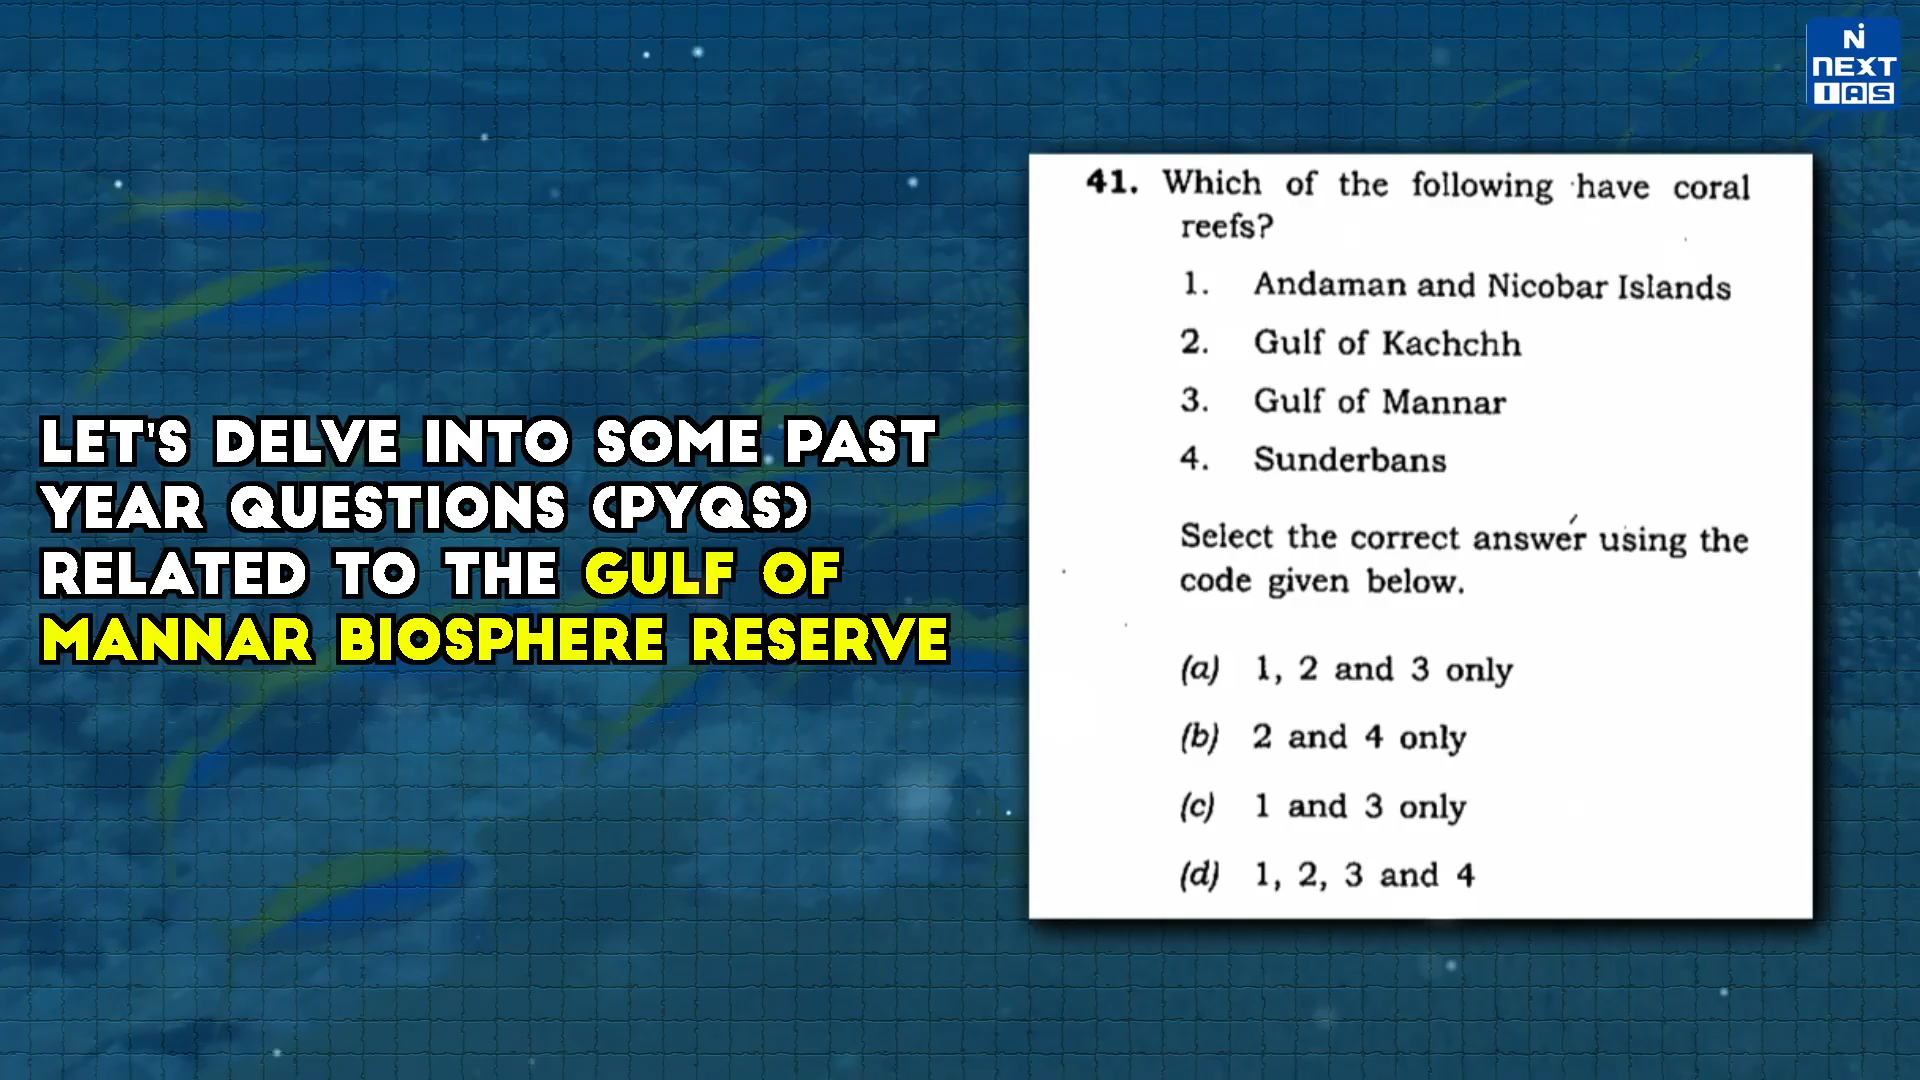 N
NEXT
IAS
LET'S DELVE INTO SOME PAST
YEAR QUESTIONS (PYQS)
RELATED TO THE GULF OF
MANNAR BIOSPHERE RESERVE
41. Which of the following have coral
reefs?
1. Andaman and Nicobar Islands
2. Gulf of Kachchh
3. Gulf of Mannar
4. Sunderbans
Select the correct answer using the
code given below.
(a) 1, 2 and 3 only
(b) 2 and 4 only
(c) 1 and 3 only
(d) 1, 2, 3 and 4